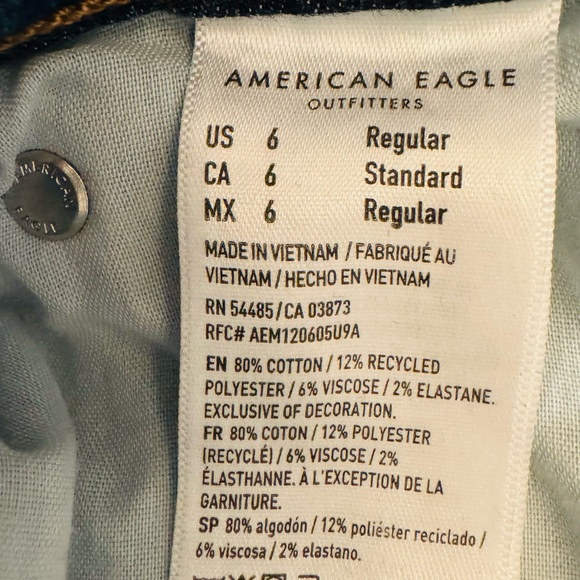 AMERICAN EAGLE
OUTFITTERS
US 6 Regular
CA 6 Standard
MX 6 Regular
MADE IN VIETNAM / FABRIQUÉ AU
VIETNAM / HECHO EN VIETNAM
RN 54485/CA 03873
RFC# AEM120605U9A
EN 80% COTTON / 12% RECYCLED
POLYESTER / 6% VISCOSE / 2% ELASTANE.
EXCLUSIVE OF DECORATION.
FR 80% COTON / 12% POLYESTER
(RECYCLÉ) / 6% VISCOSE / 2%
ÉLASTHANNE. À L'EXCEPTION DE LA
GARNITURE.
SP 80% algodón / 12% poliéster reciclado /
6% viscosa / 2% elastano.
AMERICAN